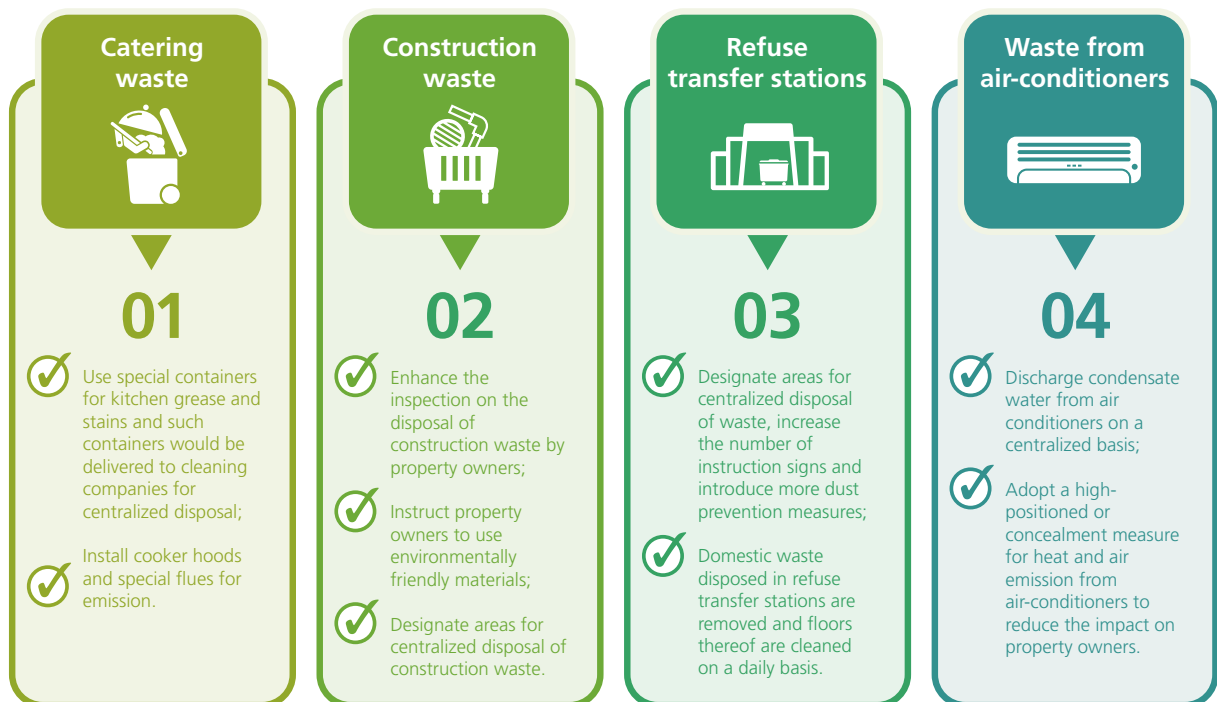 Catering
waste
01
Use special containers
for kitchen grease and
stains and such
containers would be
delivered to cleaning
companies for
centralized disposal;
Install cooker hoods
and special flues for
emission.
Construction
waste
02
Enhance the
inspection on the
disposal of
construction waste by
property owners;
Instruct property
owners to use
environmentally
friendly materials;
Designate areas for
centralized disposal of
construction waste.
Refuse
transfer stations
03
Designate areas for
centralized disposal
of waste, increase
the number of
instruction signs and
introduce more dust
prevention measures;
Domestic waste
disposed in refuse
transfer stations are
removed and floors
thereof are cleaned
on a daily basis.
Waste from
air-conditioners
04
Discharge condensate
water from air
conditioners on a
centralized basis;
Adopt a high-
positioned or
concealment measure
for heat and air
emission from
air-conditioners to
reduce the impact on
property owners.